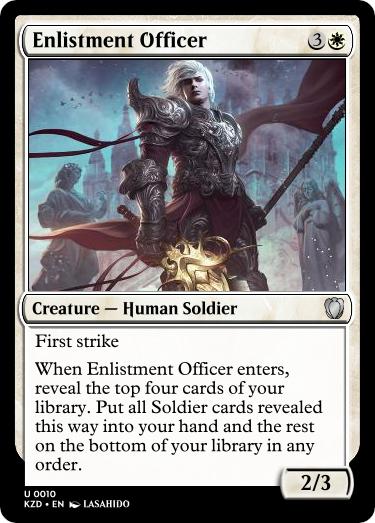 Enlistment Officer 3
Creature — Human Soldier
First strike
When Enlistment Officer enters,
reveal the top four cards of your
library. Put all Soldier cards revealed
this way into your hand and the rest
on the bottom of your library in any
order.
2/3
U 0010
KZD • EN LASAHIDO